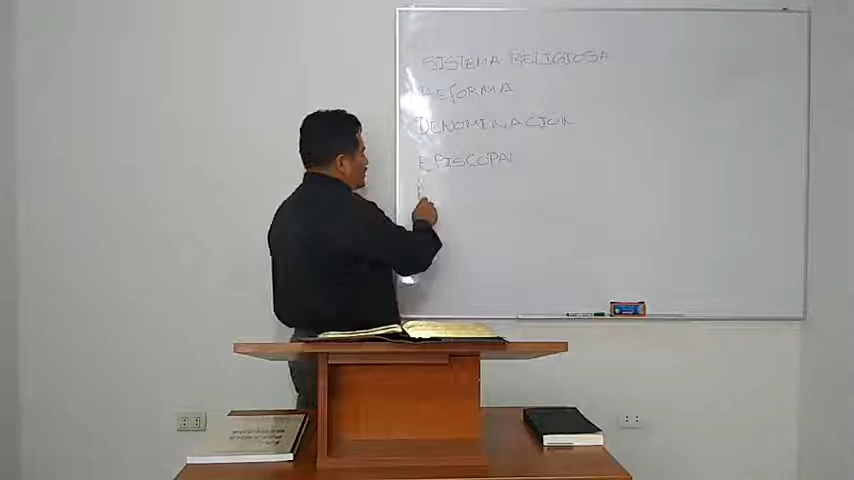 SISTEMA RELIGIOSA
REFORMA
DENOMINACION
EPISCOPAL